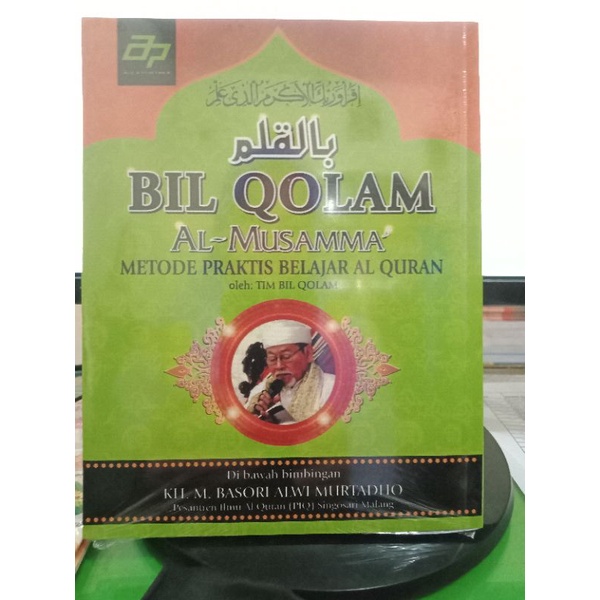 ap
اقرأ وربك الأكرم الذي علم
بالقلم
BIL QOLAM
AL-MUSAMMA'
METODE PRAKTIS BELAJAR AL QURAN
oleh: TIM BIL QOLAM
Di bawah bimbingan
KH. M. BASORI ALWI MURTADHO
Pesantren Ilmu Al Quran (PIQ) Singosari Malang